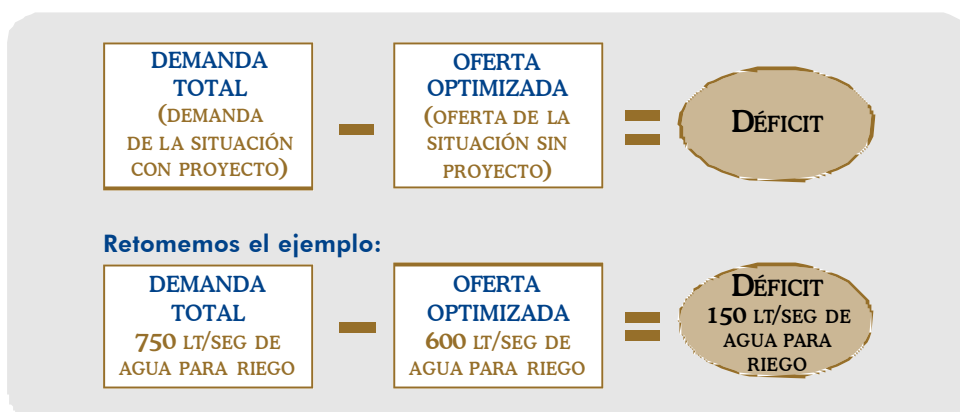 DEMANDA
TOTAL
(DEMANDA
DE LA SITUACIÓN
CON PROYECTO)
OFERTA
OPTIMIZADA
(OFERTA DE LA
SITUACIÓN SIN
PROYECTO)
DÉFICIT
Retomemos el ejemplo:
DEMANDA
TOTAL
750 LT/SEG DE
AGUA PARA RIEGO
OFERTA
OPTIMIZADA
600 LT/SEG DE
AGUA PARA RIEGO
DÉFICIT
150 LT/SEG DE
AGUA PARA
RIEGO